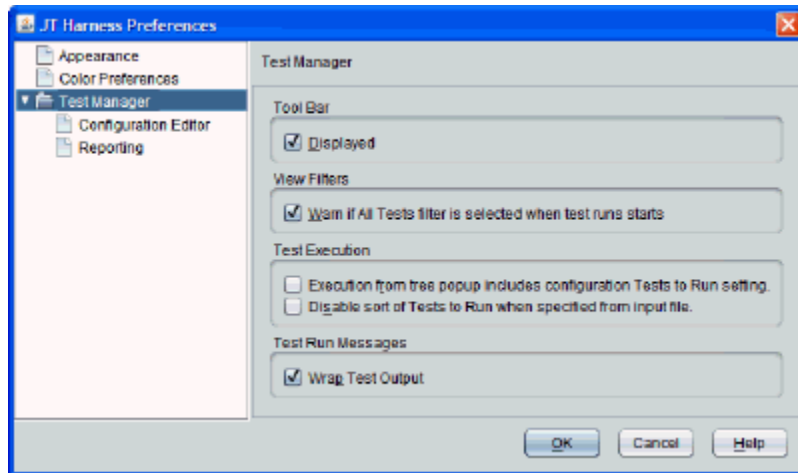 JT Harness Preferences
Appearance
Color Preferences
Test Manager
Configuration Editor
Reporting
Test Manager
Tool Bar
Displayed
View Filters
Warn if All Tests filter is selected when test runs starts
Test Execution
Execution from tree popup includes configuration Tests to Run setting.
Disable sort of Tests to Run when specified from input file.
Test Run Messages
Wrap Test Output
OK
Cancel
Help